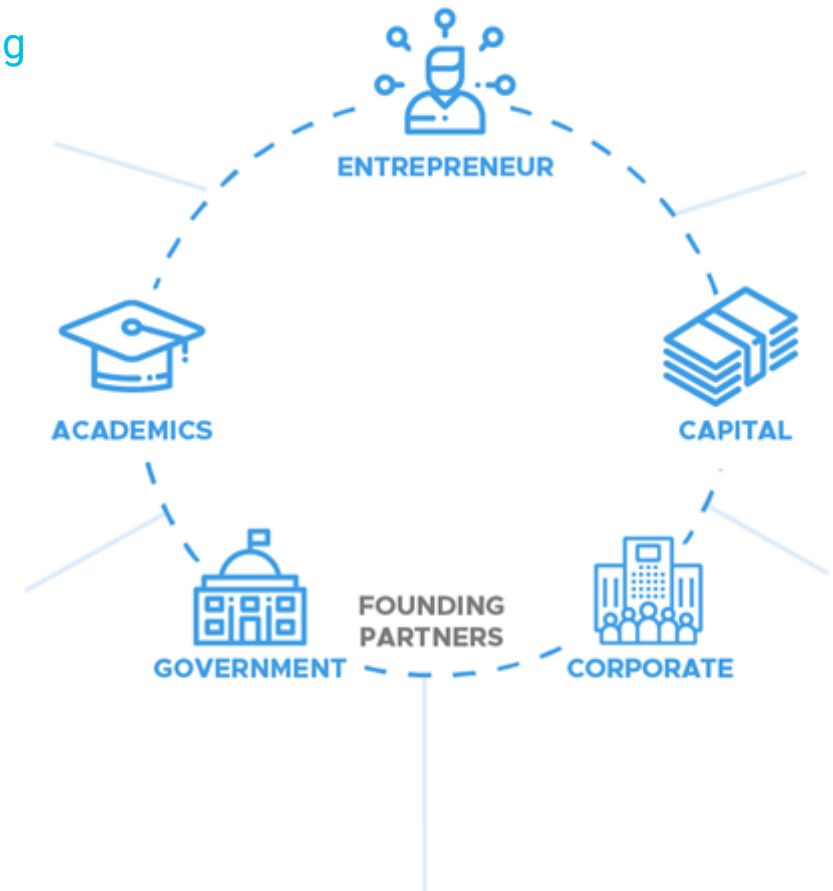 g
ENTREPRENEUR
ACADEMICS
CAPITAL
FOUNDING
PARTNERS
GOVERNMENT
CORPORATE